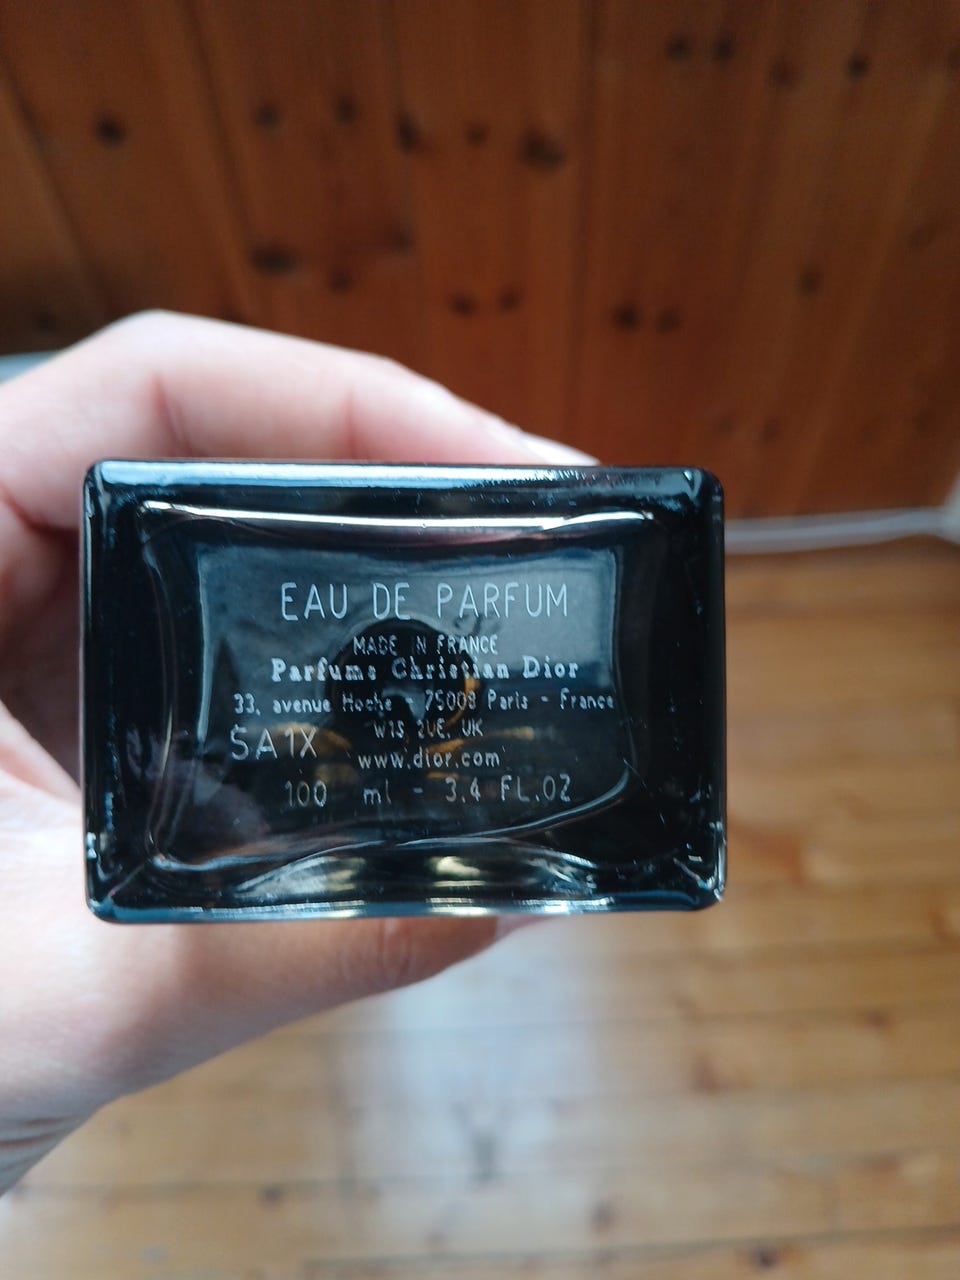 EAU DE PARFUM
MADE IN FRANCE
Parfums Christian Dior
33, avenue Hoche - 75008 Paris - France
W1S 2UE, UK
5A1X
www.dior.com
100 ml - 3.4 FL.OZ